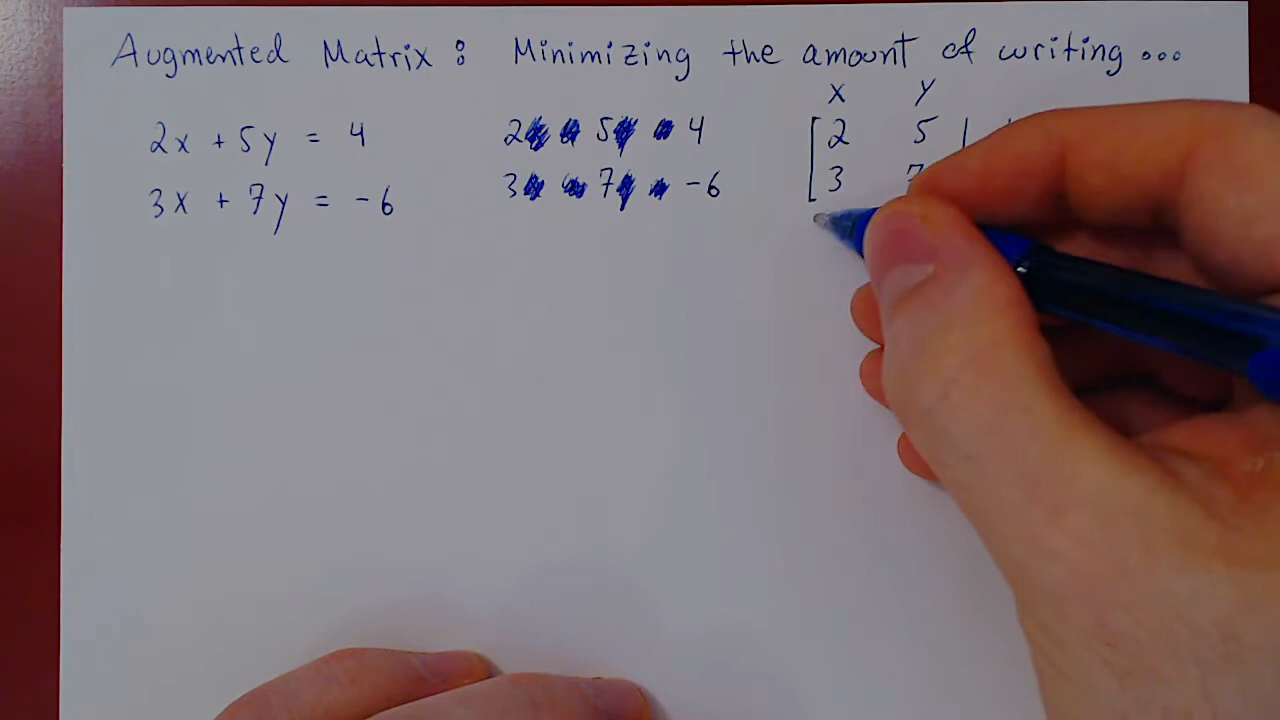 Augmented Matrix : Minimizing the amount of writing ...
2x + 5y = 4
3x + 7y = -6
2 5 4
3 7 -6
x y
[ 2 5 |
3 7